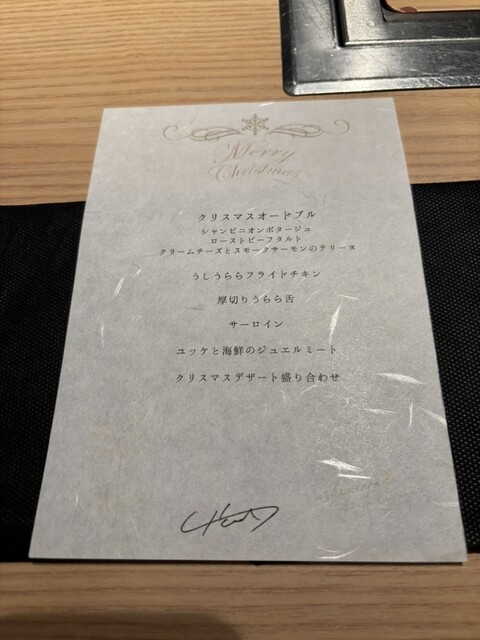 Merry
Christmas
クリスマスオードブル
シャンピニオンポタージュ
ローストビーフタルト
クリームチーズとスモークサーモンのテリーヌ
うしうららフライドチキン
厚切りうらら舌
サーロイン
ユッケと海鮮のジュエルミート
クリスマスデザート盛り合わせ